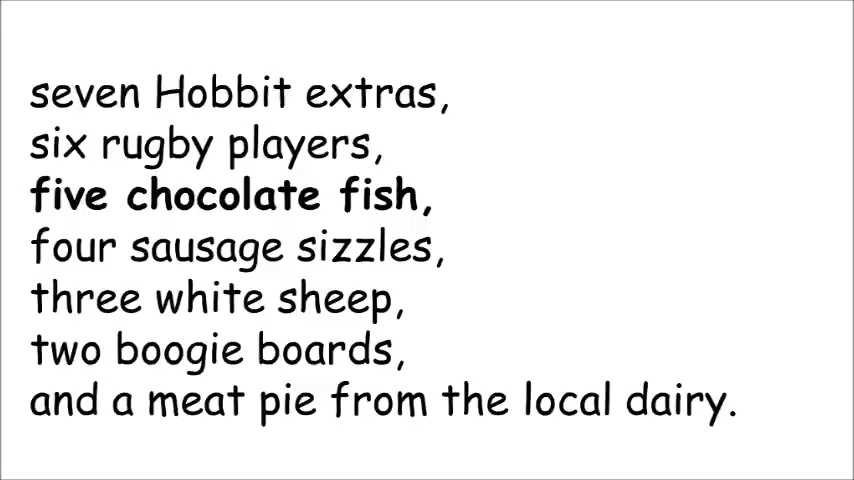 seven Hobbit extras,
six rugby players,
five chocolate fish,
four sausage sizzles,
three white sheep,
two boogie boards,
and a meat pie from the local dairy.